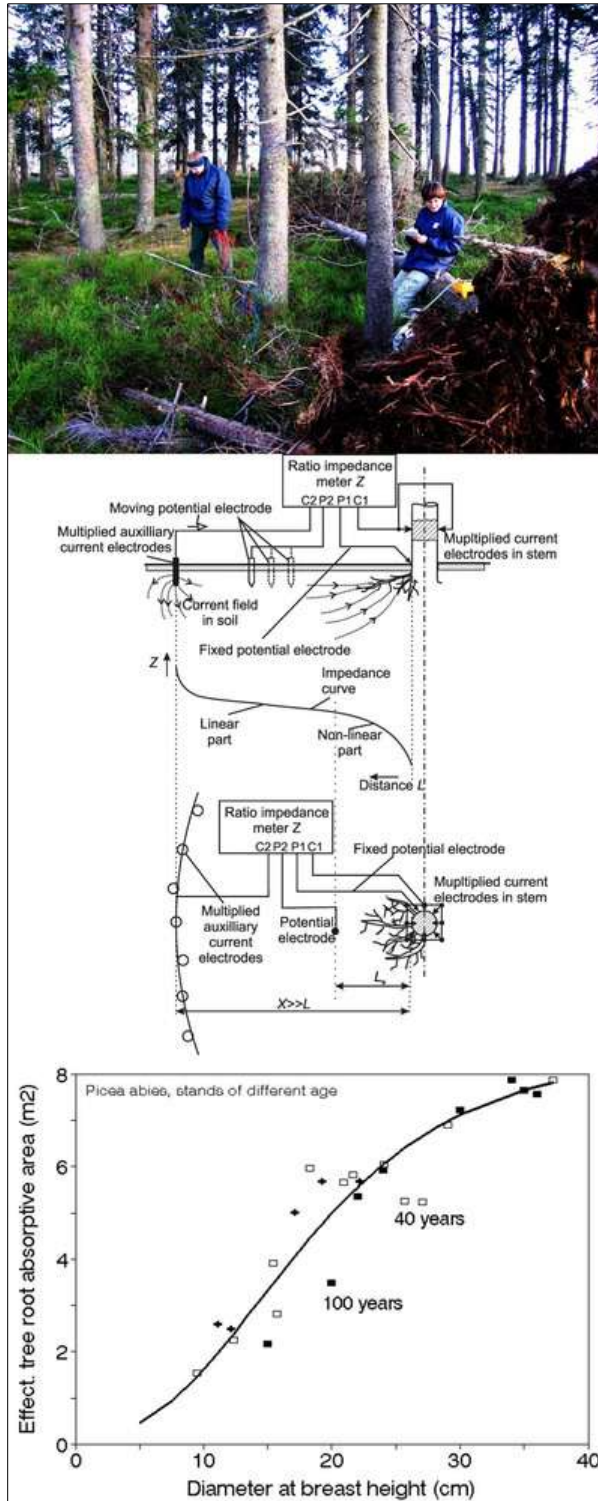 Ratio impedance
meter Z
C2 P2 P1 C1
Moving potential electrode
Multiplied auxilliary
current electrodes
Mupltiplied current
electrodes in stem
Corrent field
in soil
Fixed potential electrode
Z
Impedance
curve
Linear
part
Non-linear
part
Distance L
Ratio impedance
meter Z
C2 P2 P1 C1
Fixed potential electrode
Mupltiplied current
electrodes in stem
Multiplied
auxilliary
current
electrodes
Potential
electrode
X>>L
Effect. tree root absorptive area (m2)
8
Picea abies, stands of different age
6
40 years
4
100 years
2
0
0 10 20 30 40
Diameter at breast height (cm)